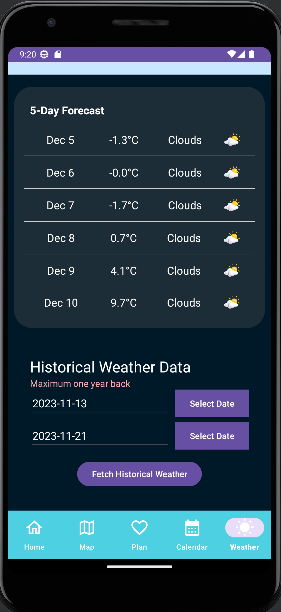 9:20
5-Day Forecast
Dec 5 -1.3°C Clouds
Dec 6 -0.0°C Clouds
Dec 7 -1.7°C Clouds
Dec 8 0.7°C Clouds
Dec 9 4.1°C Clouds
Dec 10 9.7°C Clouds
Historical Weather Data
Maximum one year back
2023-11-13 Select Date
2023-11-21 Select Date
Fetch Historical Weather
Home Map Plan Calendar Weather